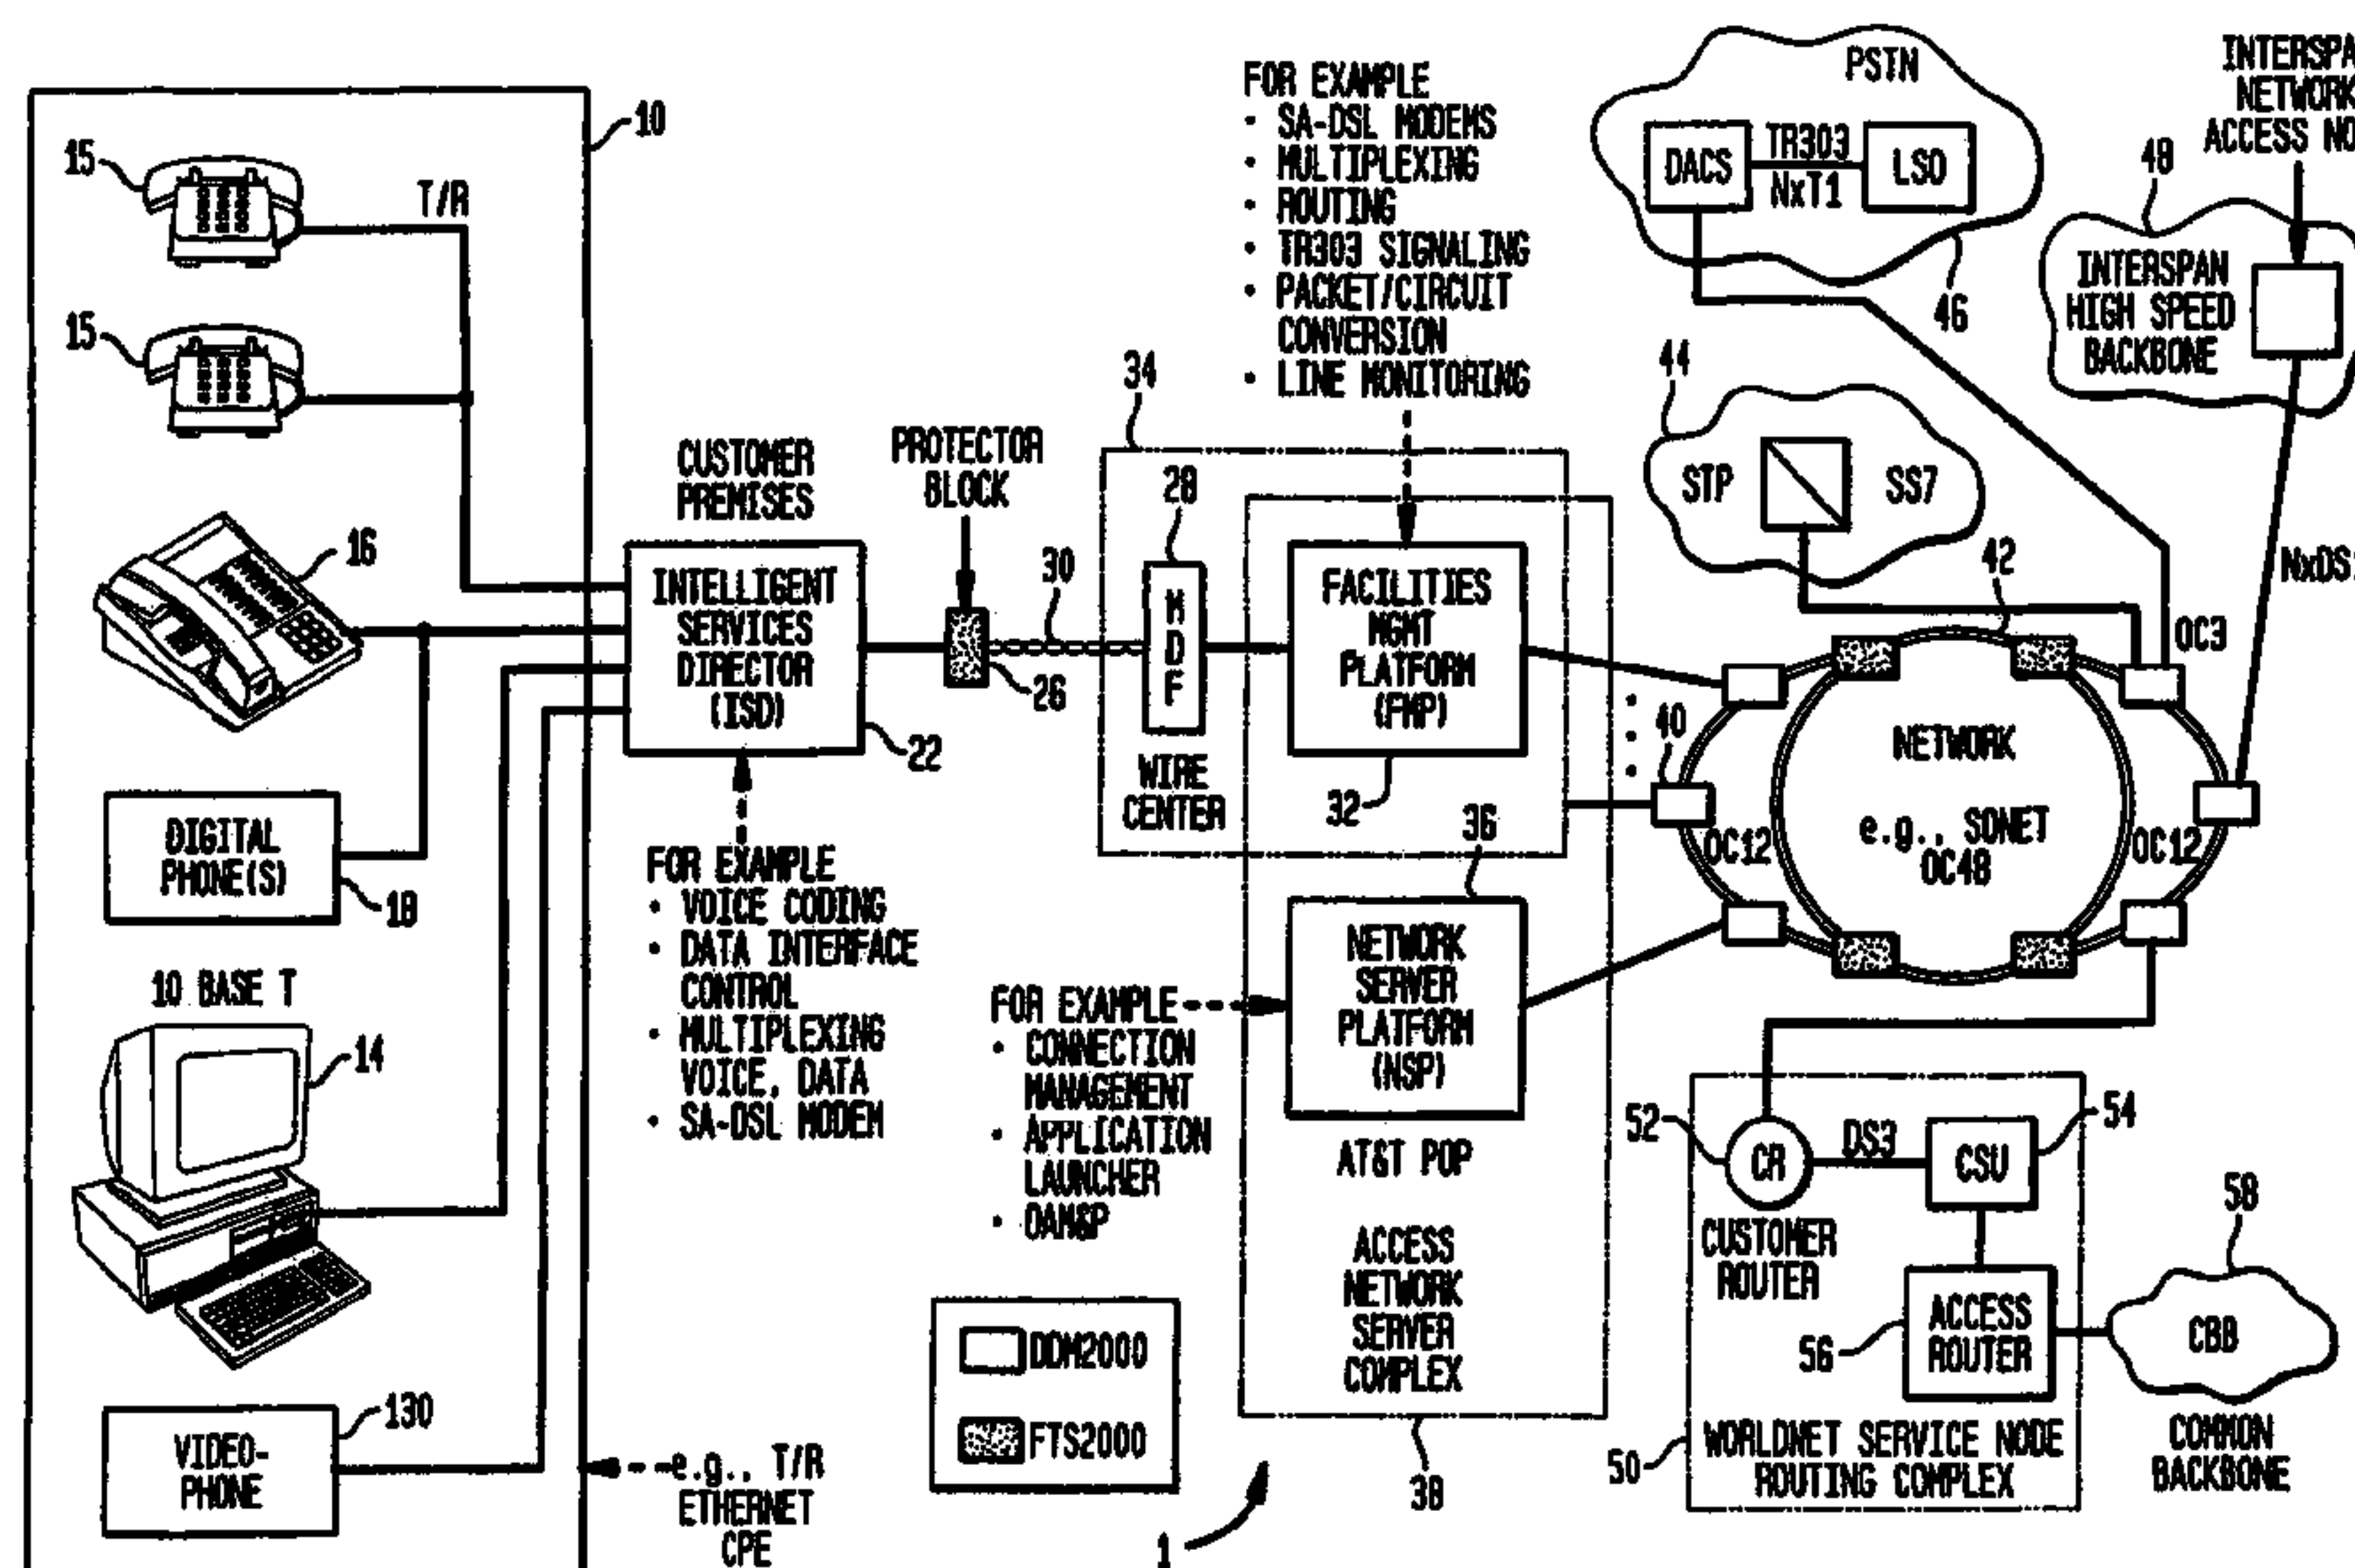 10
15
T/R
15
16
DIGITAL
PHONE(S)
18
10 BASE T
14
VIDEO-
PHONE
130
e.g., T/R
ETHERNET
CPE
CUSTOMER
PREMISES
INTELLIGENT
SERVICES
DIRECTOR
(ISD)
22
FOR EXAMPLE
• VOICE CODING
• DATA INTERFACE
CONTROL
• MULTIPLEXING
VOICE, DATA
• SA-DSL MODEM
PROTECTOR
BLOCK
26
30
34
28
M
D
F
WIRE
CENTER
FOR EXAMPLE
• SA-DSL MODEMS
• MULTIPLEXING
• ROUTING
• TR303 SIGNALING
• PACKET/CIRCUIT
CONVERSION
• LINE MONITORING
FACILITIES
MGMT
PLATFORM
(FMP)
32
36
NETWORK
SERVER
PLATFORM
(NSP)
FOR EXAMPLE
• CONNECTION
MANAGEMENT
• APPLICATION
LAUNCHER
• OAM&P
AT&T POP
ACCESS
NETWORK
SERVER
COMPLEX
38
DDM2000
FTS2000
1
PSTN
DACS
TR303
NxT1
LSO
46
INTERSPA
NETWORK
ACCESS NO
48
INTERSPAN
HIGH SPEED
BACKBONE
44
STP
SS7
42
OC3
NxDS1
40
NETWORK
e.g., SONET
OC48
OC12
OC12
52
CR
DS3
CSU
54
CUSTOMER
ROUTER
ACCESS
ROUTER
56
58
CBB
COMMON
BACKBONE
50
WORLDNET SERVICE NODE
ROUTING COMPLEX